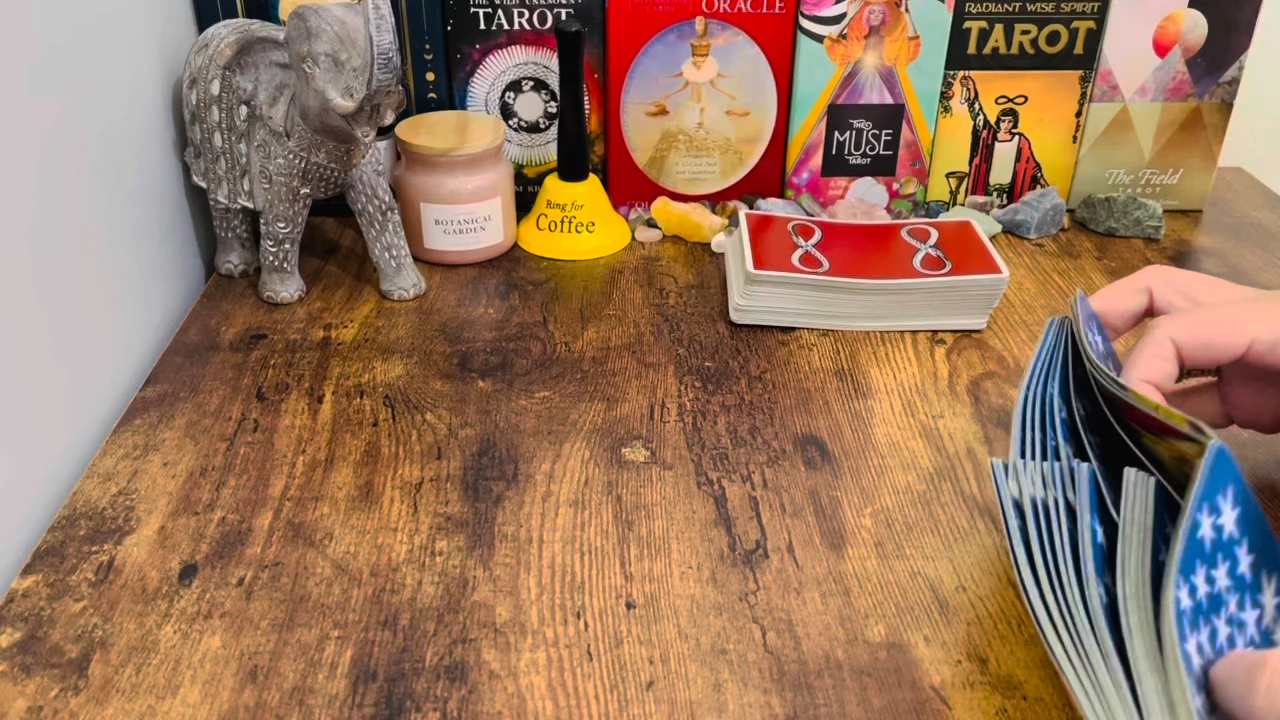 THE WILD UNKNOWN
TAROT
ORACLE
THE
MUSE
TAROT
RADIANT WISE SPIRIT
TAROT
The Field
TAROT
BOTANICAL
GARDEN
Ring for
Coffee